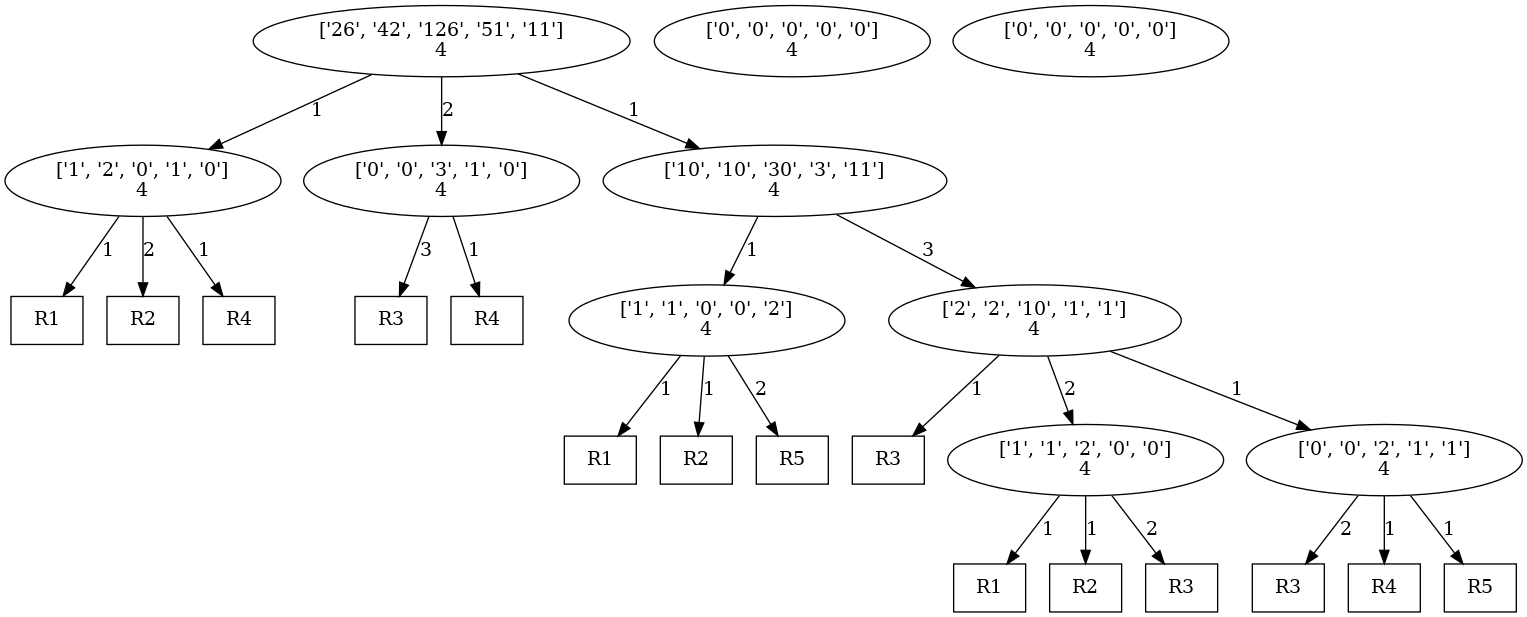 ['26', '42', '126', '51', '11']
4
['0', '0', '0', '0', '0']
4
['0', '0', '0', '0', '0']
4
1
2
1
['1', '2', '0', '1', '0']
4
['0', '0', '3', '1', '0']
4
['10', '10', '30', '3', '11']
4
1
2
1
3
1
1
3
R1
R2
R4
R3
R4
['1', '1', '0', '0', '2']
4
['2', '2', '10', '1', '1']
4
1
1
2
1
2
1
R1
R2
R5
R3
['1', '1', '2', '0', '0']
4
['0', '0', '2', '1', '1']
4
1
1
2
2
1
1
R1
R2
R3
R3
R4
R5